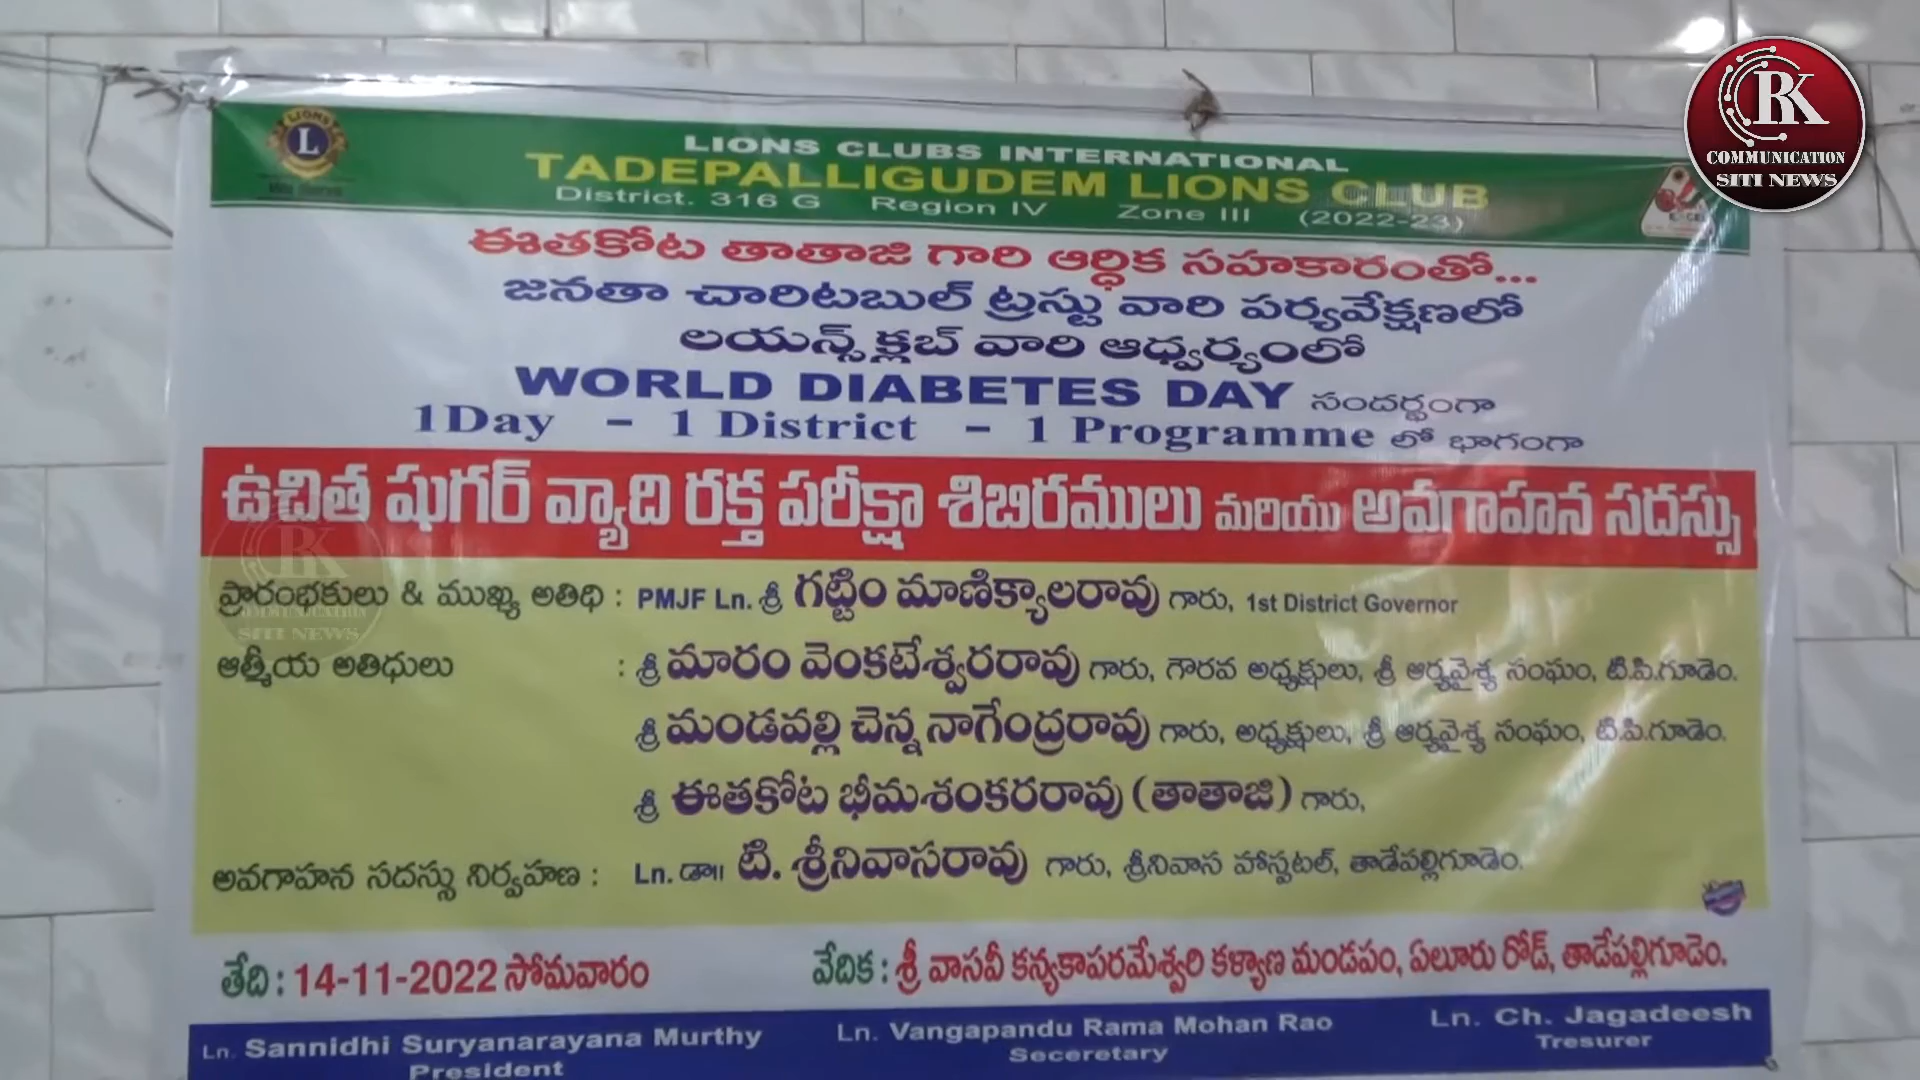 LIONS CLUBS INTERNATIONAL
TADEPALLIGUDEM LIONS CLUB
District. 316 G Region IV Zone III (2022-23)
ఈతకోట తాతాజి గారి ఆర్థిక సహకారంతో...
జనతా చారిటబుల్ ట్రస్టు వారి పర్యవేక్షణలో
లయన్స్ క్లబ్ వారి ఆధ్వర్యంలో
WORLD DIABETES DAY సందర్భంగా
1Day - 1 District - 1 Programme లో భాగంగా
ఉచిత షుగర్ వ్యాది రక్త పరీక్షా శిబిరములు మరియు అవగాహన సదస్సు
ప్రారంభకులు & ముఖ్య అతిధి : PMJF Ln. శ్రీ గట్టిం మాణిక్యాలరావు గారు, 1st District Governor
ఆత్మీయ అతిధులు : శ్రీ మారం వెంకటేశ్వరరావు గారు, గౌరవ అధ్యక్షులు, శ్రీ ఆర్యవైశ్య సంఘం, టి.పి.గూడెం.
శ్రీ మండవల్లి చెన్న నాగేంద్రరావు గారు, అధ్యక్షులు, శ్రీ ఆర్యవైశ్య సంఘం, టి.పి.గూడెం.
శ్రీ ఈతకోట భీమశంకరరావు (తాతాజి) గారు,
అవగాహన సదస్సు నిర్వహణ : Ln. డా॥ టి. శ్రీనివాసరావు గారు, శ్రీనివాస హాస్పటల్, తాడేపల్లిగూడెం.
తేది : 14-11-2022 సోమవారం వేదిక : శ్రీ వాసవీ కన్యకాపరమేశ్వరి కళ్యాణ మండపం, ఏలూరు రోడ్, తాడేపల్లిగూడెం.
Ln. Sannidhi Suryanarayana Murthy Ln. Vangapandu Rama Mohan Rao Ln. Ch. Jagadeesh
President Seceretary Tresurer
LIONS
L
RK
COMMUNICATION
SITI NEWS
RK
COMMUNICATION
SITI NEWS